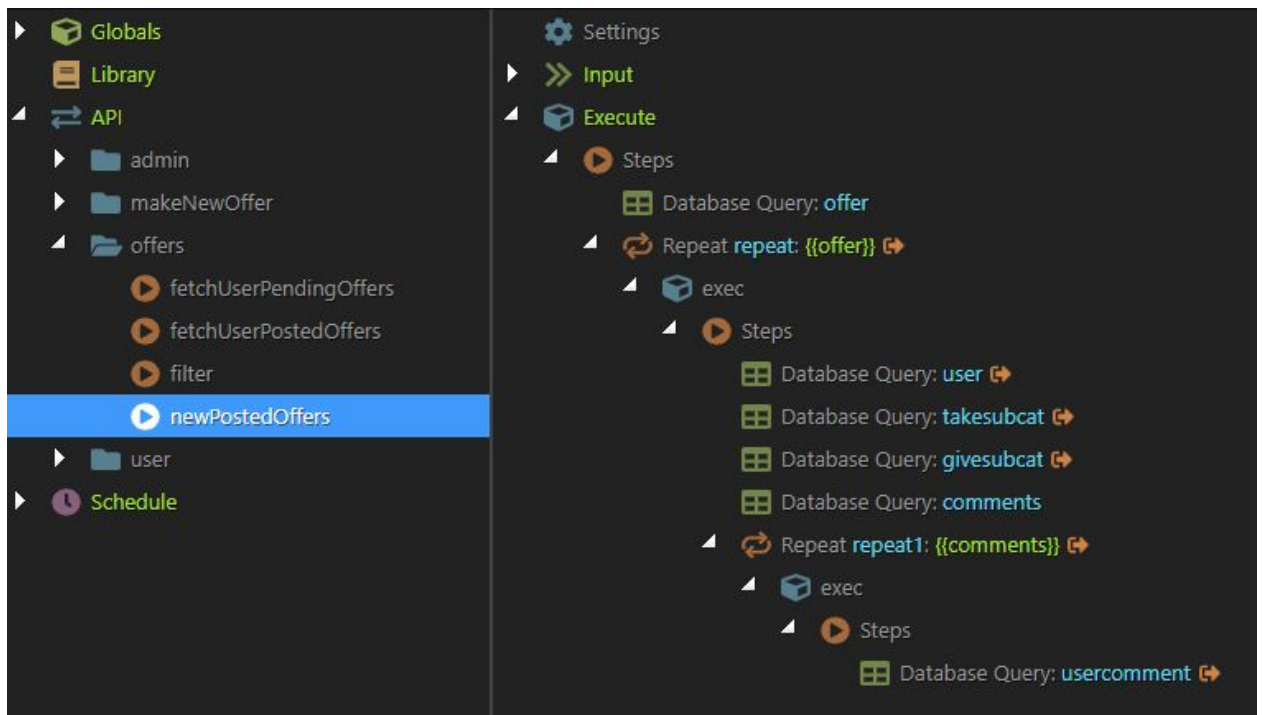 Globals
Library
API
admin
makeNewOffer
offers
fetchUserPendingOffers
fetchUserPostedOffers
filter
newPostedOffers
user
Schedule
Settings
Input
Execute
Steps
Database Query: offer
Repeat repeat: {{offer}}
exec
Steps
Database Query: user
Database Query: takesubcat
Database Query: givesubcat
Database Query: comments
Repeat repeat1: {{comments}}
exec
Steps
Database Query: usercomment